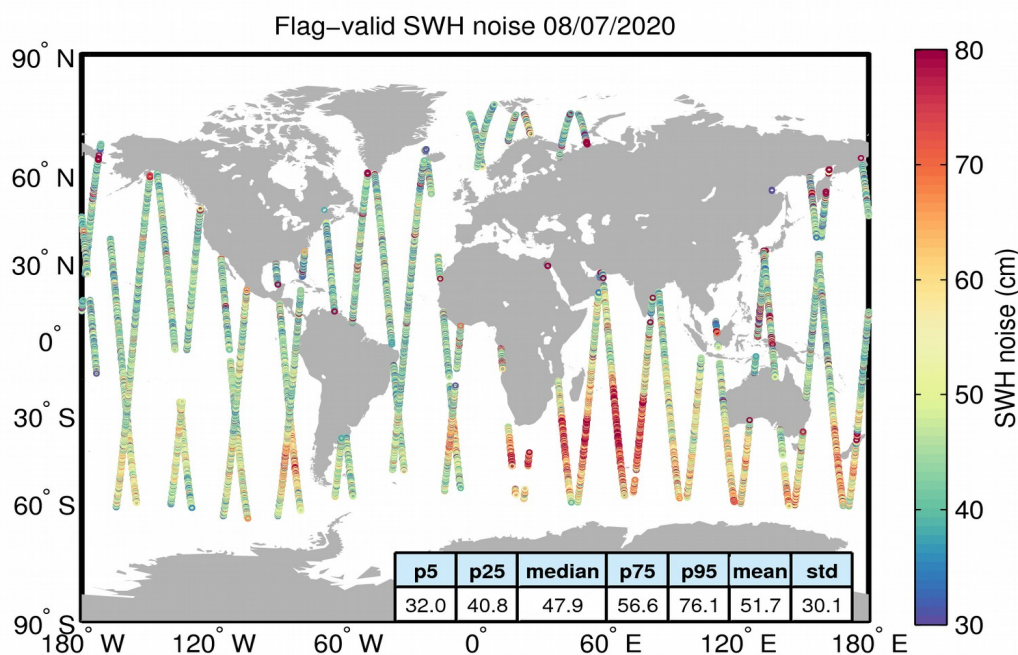 Flag−valid SWH noise 08/07/2020
90° N
60° N
30° N
0°
30° S
60° S
90° S
180° W
120° W
60° W
0°
60° E
120° E
180° E
p5 p25 median p75 p95 mean std
32.0 40.8 47.9 56.6 76.1 51.7 30.1
80
70
60
50
40
30
SWH noise (cm)